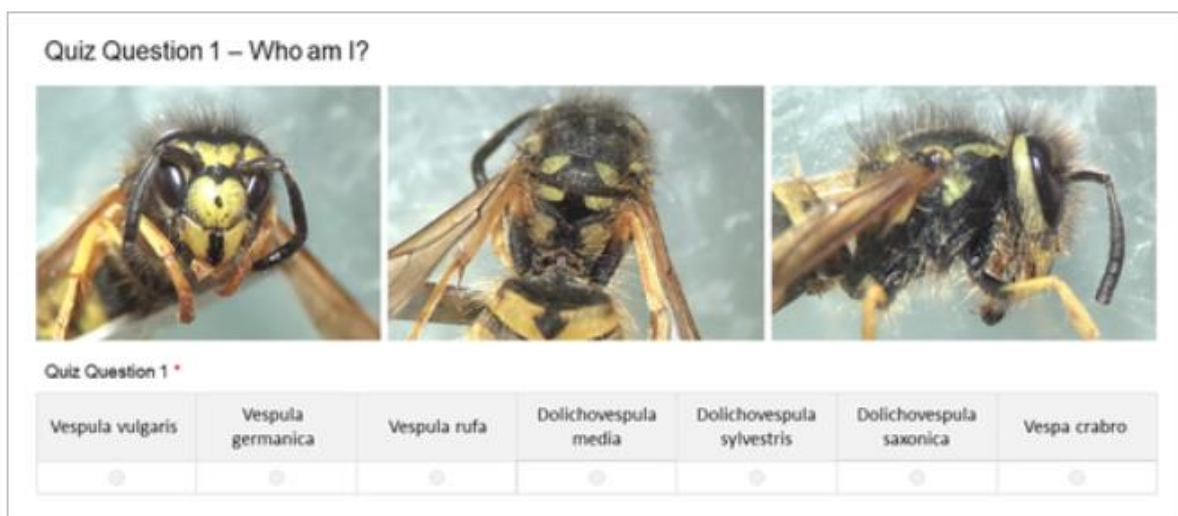 Quiz Question 1 – Who am I?
Quiz Question 1 *
Vespula vulgaris
Vespula
germanica
Vespula rufa
Dolichovespula
media
Dolichovespula
sylvestris
Dolichovespula
saxonica
Vespa crabro